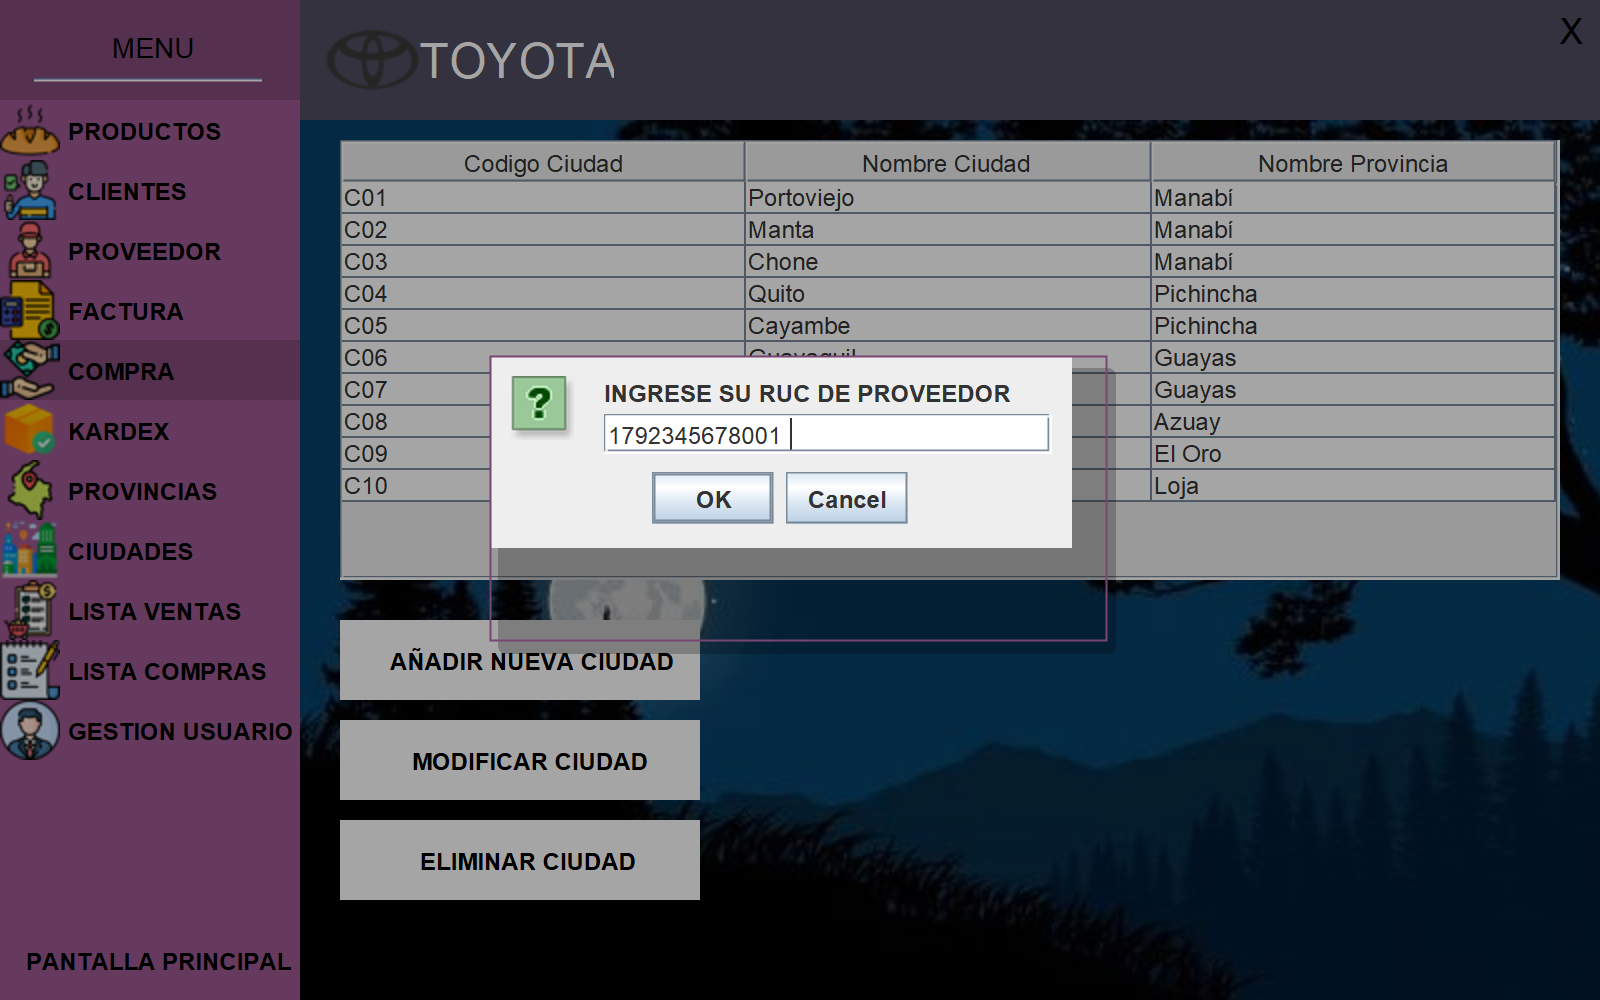 MENU
PRODUCTOS
CLIENTES
PROVEEDOR
FACTURA
COMPRA
KARDEX
PROVINCIAS
CIUDADES
LISTA VENTAS
LISTA COMPRAS
GESTION USUARIO
PANTALLA PRINCIPAL
TOYOTA
X
Codigo Ciudad Nombre Ciudad Nombre Provincia
C01 Portoviejo Manabí
C02 Manta Manabí
C03 Chone Manabí
C04 Quito Pichincha
C05 Cayambe Pichincha
C06 Guayas
C07 Guayas
C08 Azuay
C09 El Oro
C10 Loja
INGRESE SU RUC DE PROVEEDOR
1792345678001
OK Cancel
AÑADIR NUEVA CIUDAD
MODIFICAR CIUDAD
ELIMINAR CIUDAD